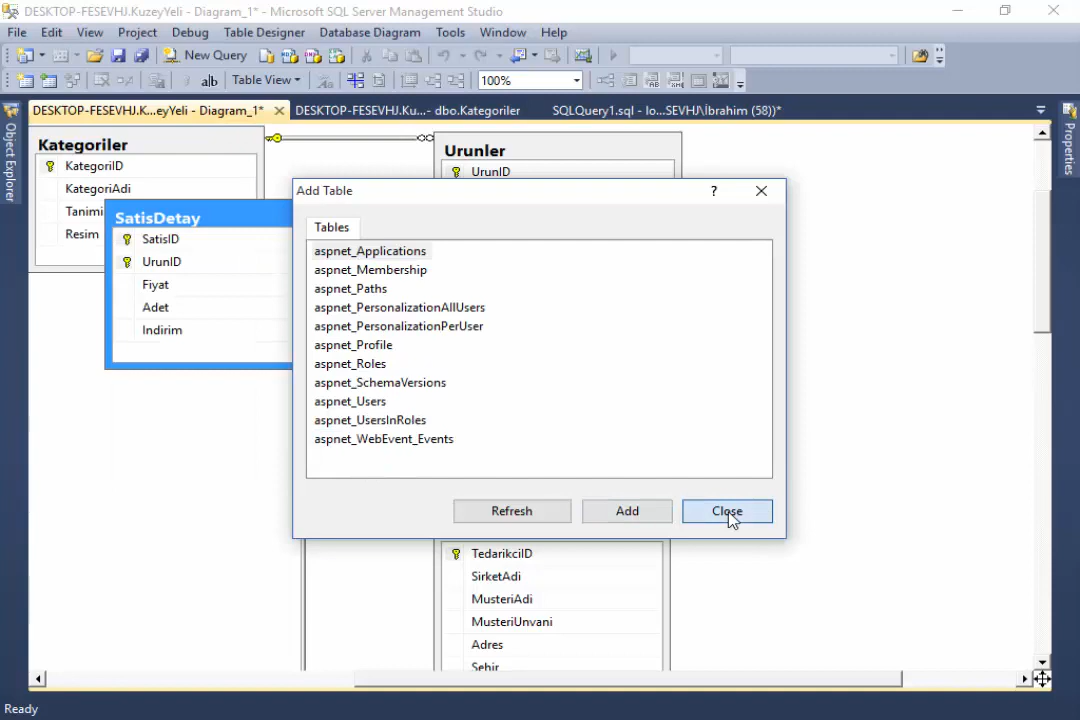 DESKTOP-FESEVHJ.KuzeyYeli - Diagram_1* - Microsoft SQL Server Management Studio
File Edit View Project Debug Table Designer Database Diagram Tools Window Help
New Query
ab| Table View 100%
DESKTOP-FESEVHJ.K...eyYeli - Diagram_1* DESKTOP-FESEVHJ.Ku...- dbo.Kategoriler SQLQuery1.sql - lo...SEVHJ\İbrahim (58))*
Object Explorer
Properties
Kategoriler
KategoriID
KategoriAdi
Tanimi
Resim
Urunler
UrunID
SatisDetay
SatisID
UrunID
Fiyat
Adet
Indirim
Add Table ?
Tables
aspnet_Applications
aspnet_Membership
aspnet_Paths
aspnet_PersonalizationAllUsers
aspnet_PersonalizationPerUser
aspnet_Profile
aspnet_Roles
aspnet_SchemaVersions
aspnet_Users
aspnet_UsersInRoles
aspnet_WebEvent_Events
Refresh Add Close
TedarikciID
SirketAdi
MusteriAdi
MusteriUnvani
Adres
Sehir
Ready